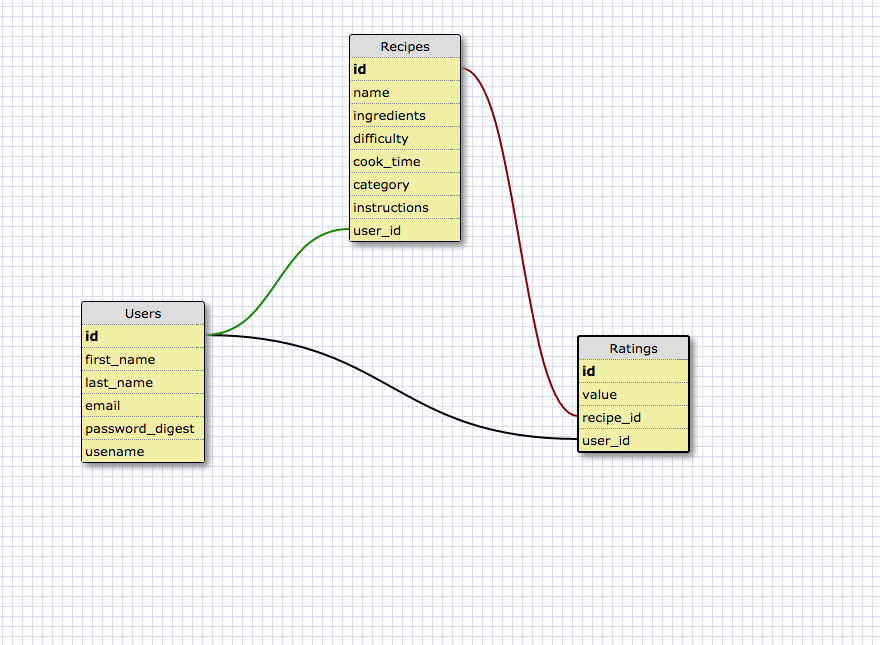 Recipes
id
name
ingredients
difficulty
cook_time
category
instructions
user_id
Users
id
first_name
last_name
email
password_digest
usename
Ratings
id
value
recipe_id
user_id